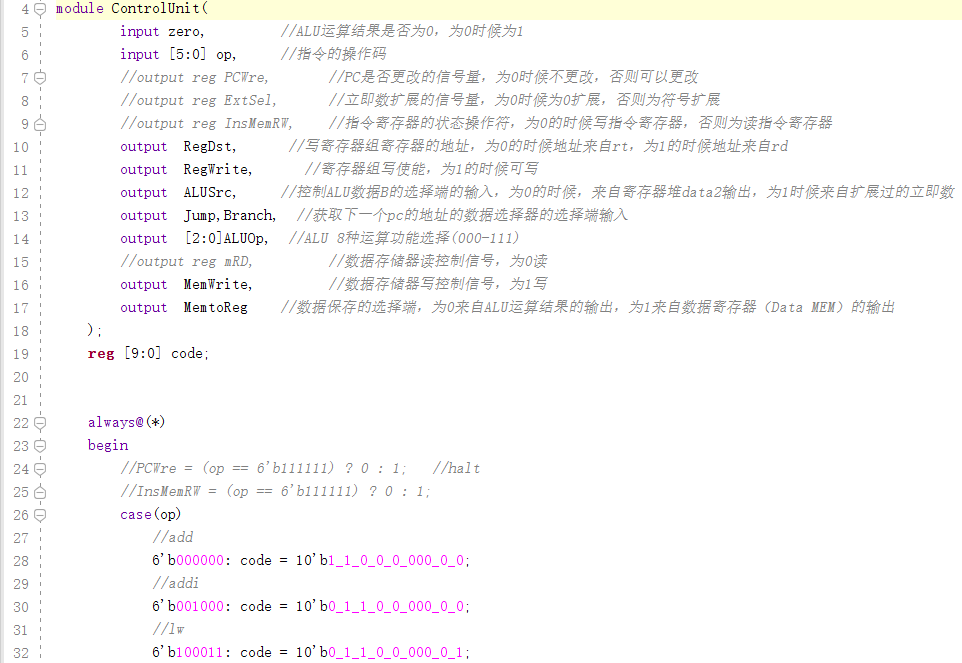 4 module ControlUnit(
5 input zero, //ALU运算结果是否为0，为0时候为1
6 input [5:0] op, //指令的操作码
7 //output reg PCWre, //PC是否更改的信号量，为0时候不更改，否则可以更改
8 //output reg ExtSel, //立即数扩展的信号量，为0时候为0扩展，否则为符号扩展
9 //output reg InsMemRW, //指令寄存器的状态操作符，为0的时候写指令寄存器，否则为读指令寄存器
10 output RegDst, //写寄存器组寄存器的地址，为0的时候地址来自rt，为1的时候地址来自rd
11 output RegWrite, //寄存器组写使能，为1的时候可写
12 output ALUSrc, //控制ALU数据B的选择端的输入，为0的时候，来自寄存器堆data2输出，为1时候来自扩展过的立即数
13 output Jump,Branch, //获取下一个pc的地址的数据选择器的选择端输入
14 output [2:0]ALUOp, //ALU 8种运算功能选择(000-111)
15 //output reg mRD, //数据存储器读控制信号，为0读
16 output MemWrite, //数据存储器写控制信号，为1写
17 output MemtoReg //数据保存的选择端，为0来自ALU运算结果的输出，为1来自数据寄存器（Data MEM）的输出
18 );
19 reg [9:0] code;
20
21
22 always@(*)
23 begin
24 //PCWre = (op == 6'b111111) ? 0 : 1; //halt
25 //InsMemRW = (op == 6'b111111) ? 0 : 1;
26 case(op)
27 //add
28 6'b000000: code = 10'b1_1_0_0_0_000_0_0;
29 //addi
30 6'b001000: code = 10'b0_1_1_0_0_000_0_0;
31 //lw
32 6'b100011: code = 10'b0_1_1_0_0_000_0_1;